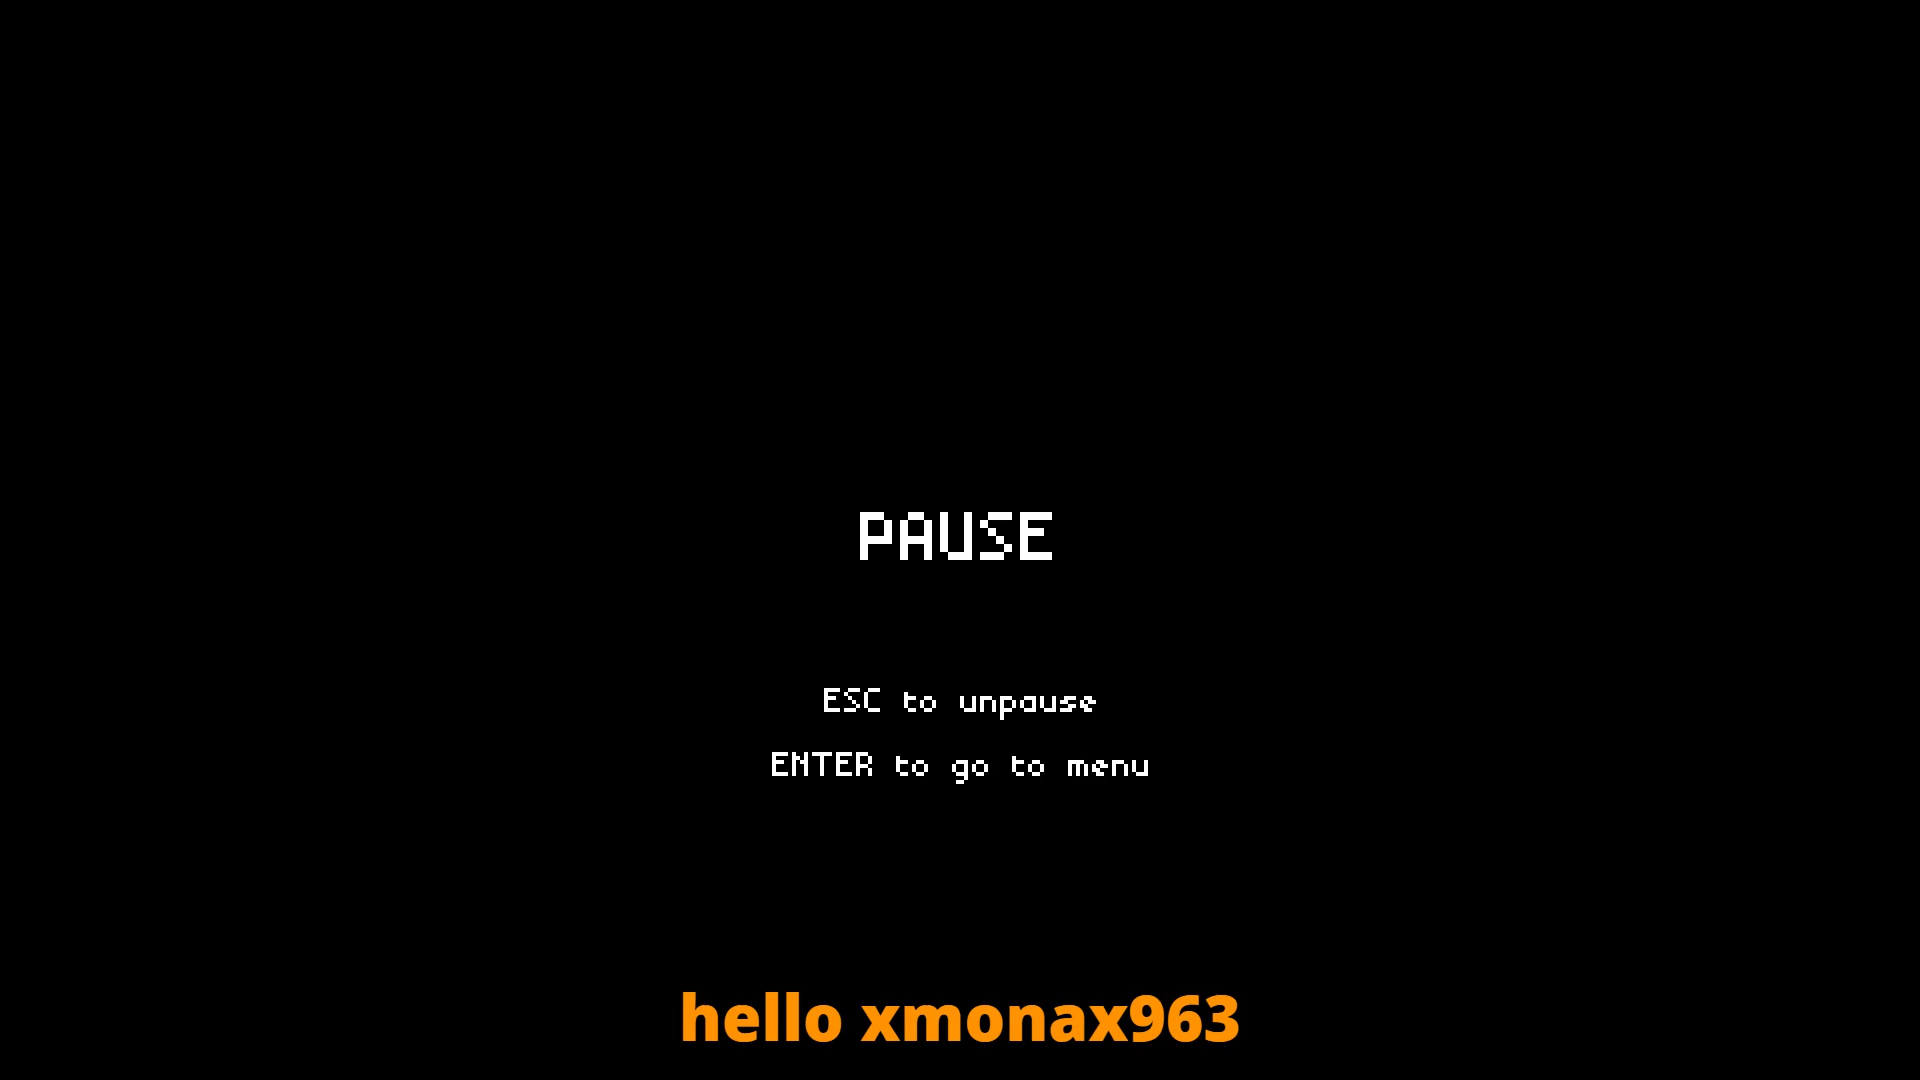 PAUSE
ESC to unpause
ENTER to go to menu
hello xmonax963